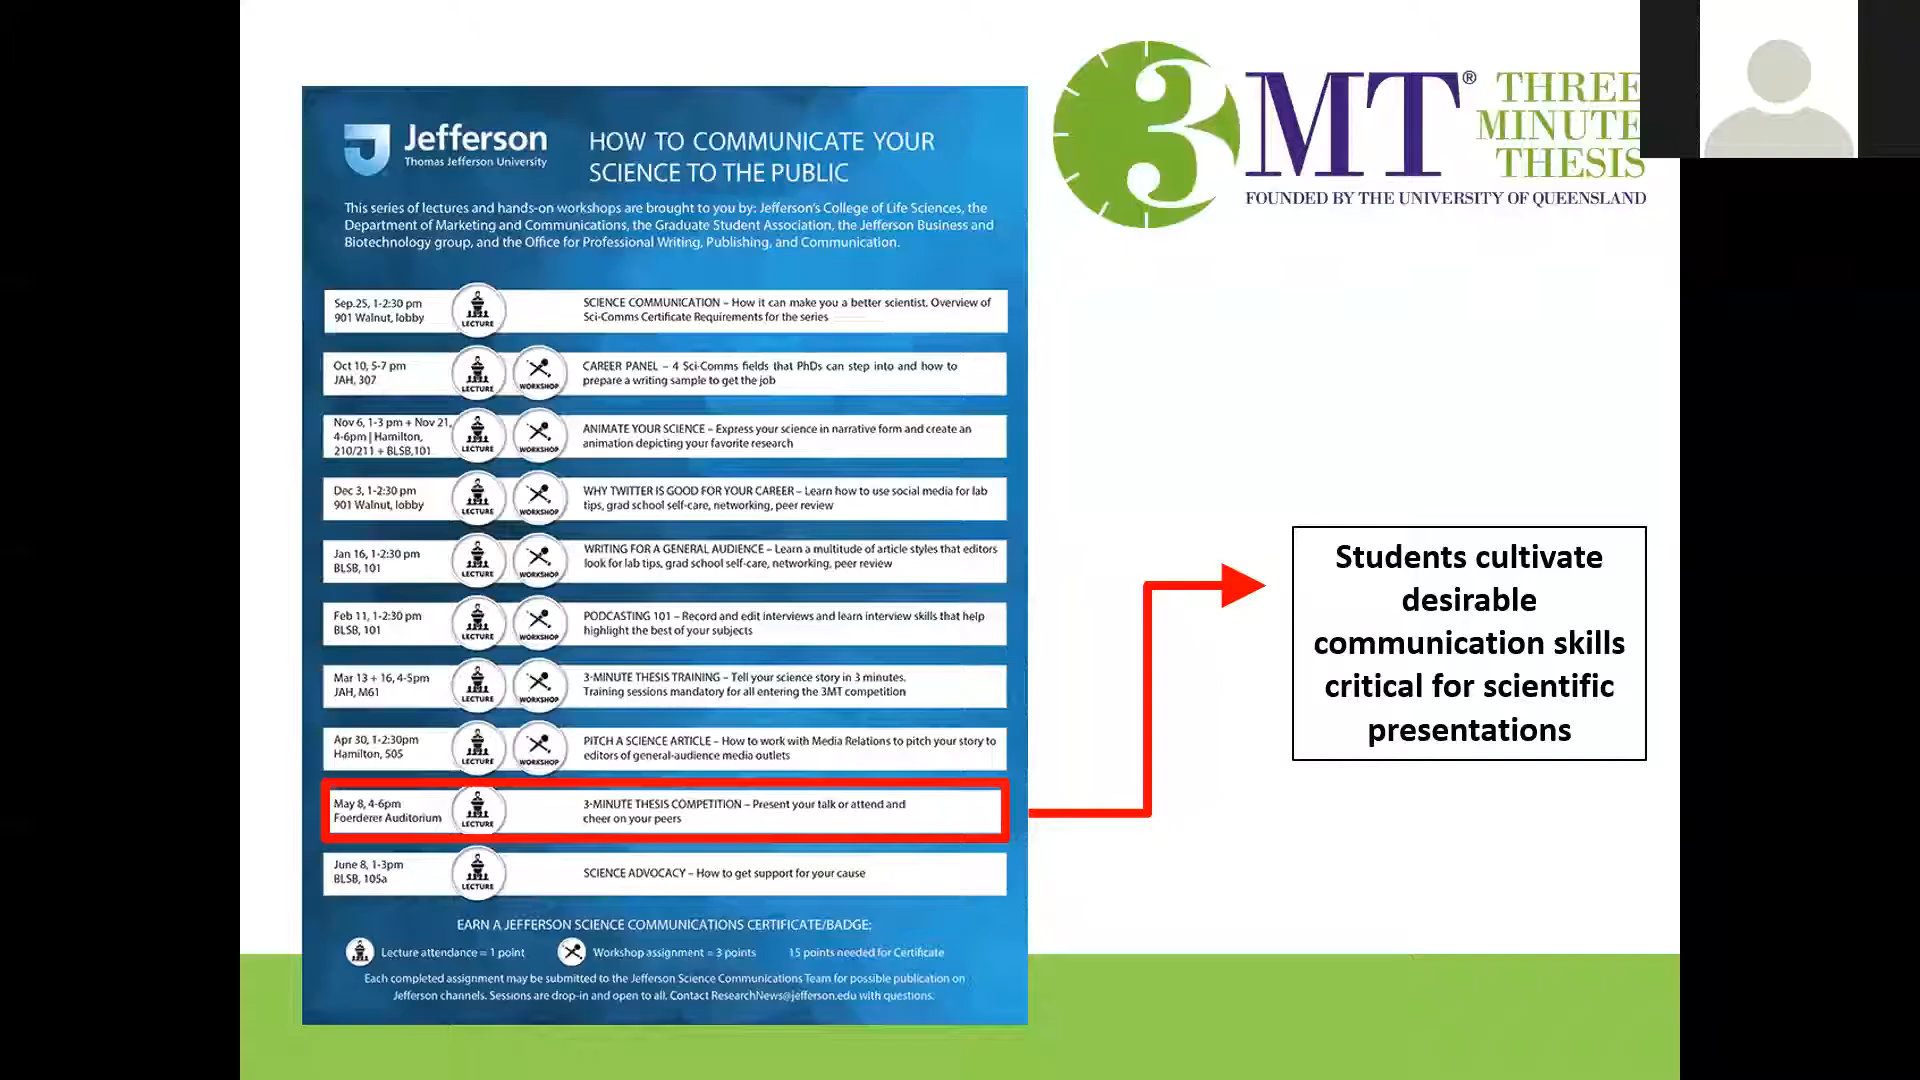 Jefferson
Thomas Jefferson University
HOW TO COMMUNICATE YOUR
SCIENCE TO THE PUBLIC
This series of lectures and hands-on workshops are brought to you by: Jefferson's College of Life Sciences, the
Department of Marketing and Communications, the Graduate Student Association, the Jefferson Business and
Biotechnology group, and the Office for Professional Writing, Publishing, and Communication.
Sep.25, 1-2:30 pm
901 Walnut, lobby
LECTURE
SCIENCE COMMUNICATION – How it can make you a better scientist. Overview of
Sci-Comms Certificate Requirements for the series
Oct 10, 5-7 pm
JAH, 307
LECTURE
WORKSHOP
CAREER PANEL – 4 Sci-Comms fields that PhDs can step into and how to
prepare a writing sample to get the job
Nov 6, 1-3 pm + Nov 21,
4-6pm | Hamilton,
210/211 + BLSB,101
LECTURE
WORKSHOP
ANIMATE YOUR SCIENCE – Express your science in narrative form and create an
animation depicting your favorite research
Dec 3, 1-2:30 pm
901 Walnut, lobby
LECTURE
WORKSHOP
WHY TWITTER IS GOOD FOR YOUR CAREER – Learn how to use social media for lab
tips, grad school self-care, networking, peer review
Jan 16, 1-2:30 pm
BLSB, 101
LECTURE
WORKSHOP
WRITING FOR A GENERAL AUDIENCE – Learn a multitude of article styles that editors
look for lab tips, grad school self-care, networking, peer review
Feb 11, 1-2:30 pm
BLSB, 101
LECTURE
WORKSHOP
PODCASTING 101 – Record and edit interviews and learn interview skills that help
highlight the best of your subjects
Mar 13 + 16, 4-5pm
JAH, M61
LECTURE
WORKSHOP
3-MINUTE THESIS TRAINING – Tell your science story in 3 minutes.
Training sessions mandatory for all entering the 3MT competition
Apr 30, 1-2:30pm
Hamilton, 505
LECTURE
WORKSHOP
PITCH A SCIENCE ARTICLE – How to work with Media Relations to pitch your story to
editors of general-audience media outlets
May 8, 4-6pm
Foerderer Auditorium
LECTURE
3-MINUTE THESIS COMPETITION – Present your talk or attend and
cheer on your peers
June 8, 1-3pm
BLSB, 105a
LECTURE
SCIENCE ADVOCACY – How to get support for your cause
EARN A JEFFERSON SCIENCE COMMUNICATIONS CERTIFICATE/BADGE:
Lecture attendance = 1 point
Workshop assignment = 3 points
15 points needed for Certificate
Each completed assignment may be submitted to the Jefferson Science Communications Team for possible publication on
Jefferson channels. Sessions are drop-in and open to all. Contact ResearchNews@jefferson.edu with questions.
3MT® THREE
MINUTE
THESIS
FOUNDED BY THE UNIVERSITY OF QUEENSLAND
Students cultivate
desirable
communication skills
critical for scientific
presentations